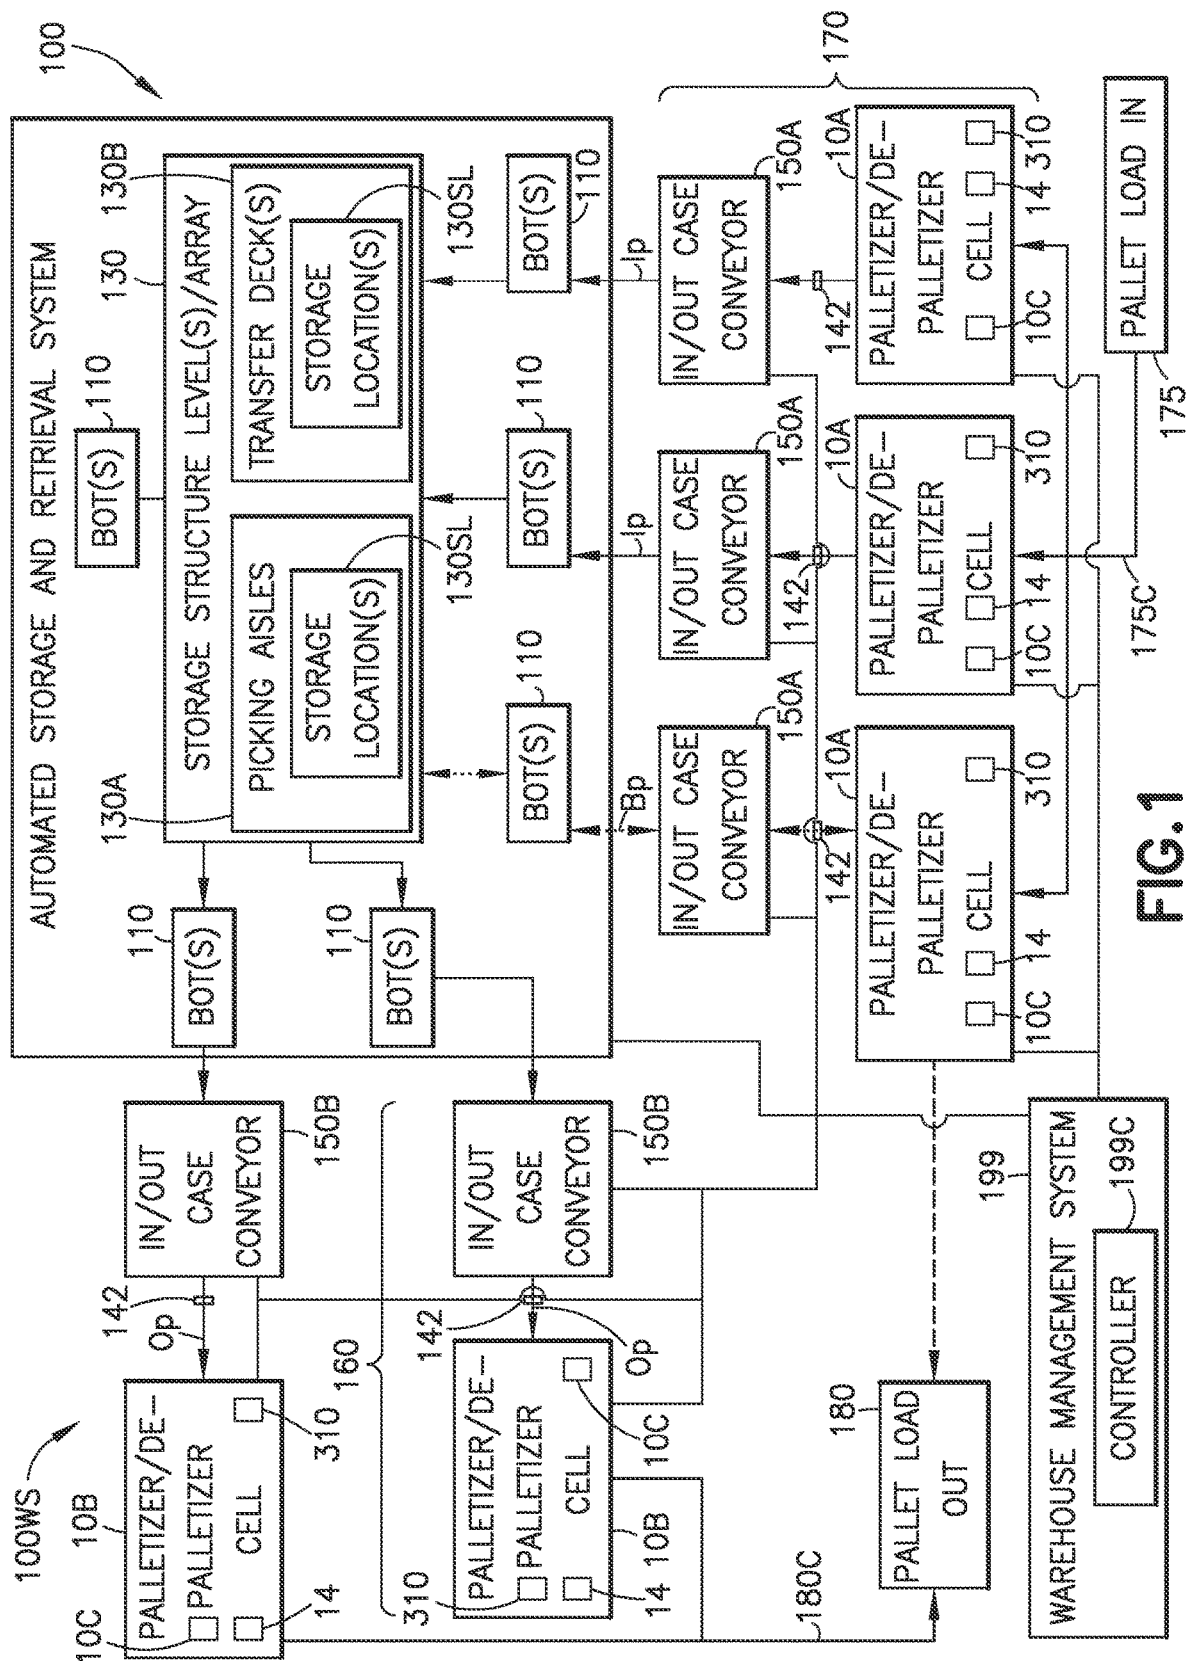 100WS
100
AUTOMATED STORAGE AND RETRIEVAL SYSTEM
10C
10B
PALLETIZER/DE-
PALLETIZER
CELL
14
310
Op
142
IN/OUT
CASE
CONVEYOR
150B
110
BOT(S)
110
BOT(S)
110
BOT(S)
130
130B
STORAGE STRUCTURE LEVEL(S)/ARRAY
130A
PICKING AISLES
STORAGE
LOCATION(S)
130SL
TRANSFER DECK(S)
STORAGE
LOCATION(S)
130SL
160
310
PALLETIZER/DE-
PALLETIZER
CELL
14
10B
10C
Op
142
IN/OUT
CASE
CONVEYOR
150B
BOT(S)
110
BOT(S)
110
BOT(S)
110
Bp
Ip
Ip
IN/OUT CASE
CONVEYOR
150A
IN/OUT CASE
CONVEYOR
150A
IN/OUT CASE
CONVEYOR
150A
170
142
142
142
180C
180
PALLET LOAD
OUT
PALLETIZER/DE-
PALLETIZER
CELL
10A
10C
14
310
PALLETIZER/DE-
PALLETIZER
CELL
10A
10C
14
310
PALLETIZER/DE-
PALLETIZER
CELL
10A
10C
14
310
199
WAREHOUSE MANAGEMENT SYSTEM
CONTROLLER
199C
175C
175
PALLET LOAD IN
FIG.1